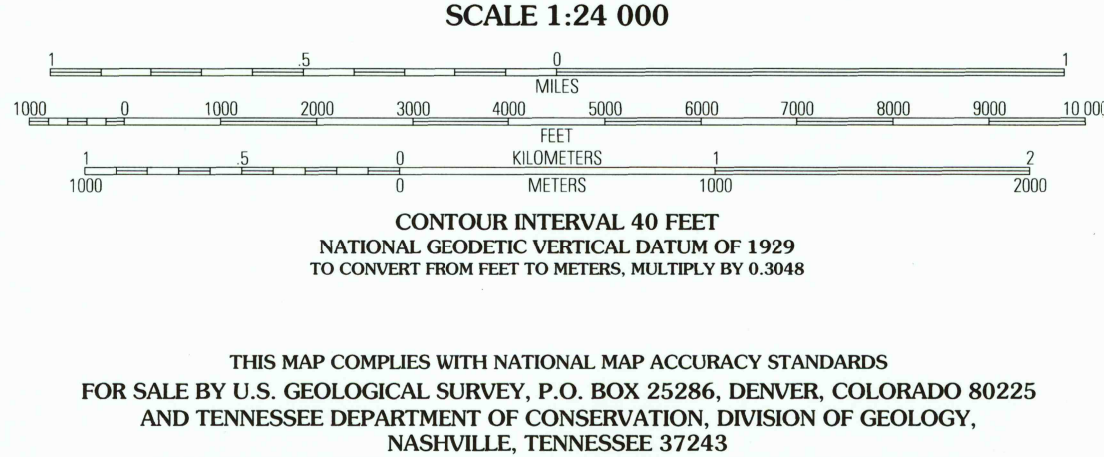 SCALE 1:24 000
1 .5 0 1
MILES
1000 0 1000 2000 3000 4000 5000 6000 7000 8000 9000 10 000
FEET
1 .5 0 KILOMETERS 1 2
1000 0 METERS 1000 2000
CONTOUR INTERVAL 40 FEET
NATIONAL GEODETIC VERTICAL DATUM OF 1929
TO CONVERT FROM FEET TO METERS, MULTIPLY BY 0.3048
THIS MAP COMPLIES WITH NATIONAL MAP ACCURACY STANDARDS
FOR SALE BY U.S. GEOLOGICAL SURVEY, P.O. BOX 25286, DENVER, COLORADO 80225
AND TENNESSEE DEPARTMENT OF CONSERVATION, DIVISION OF GEOLOGY,
NASHVILLE, TENNESSEE 37243